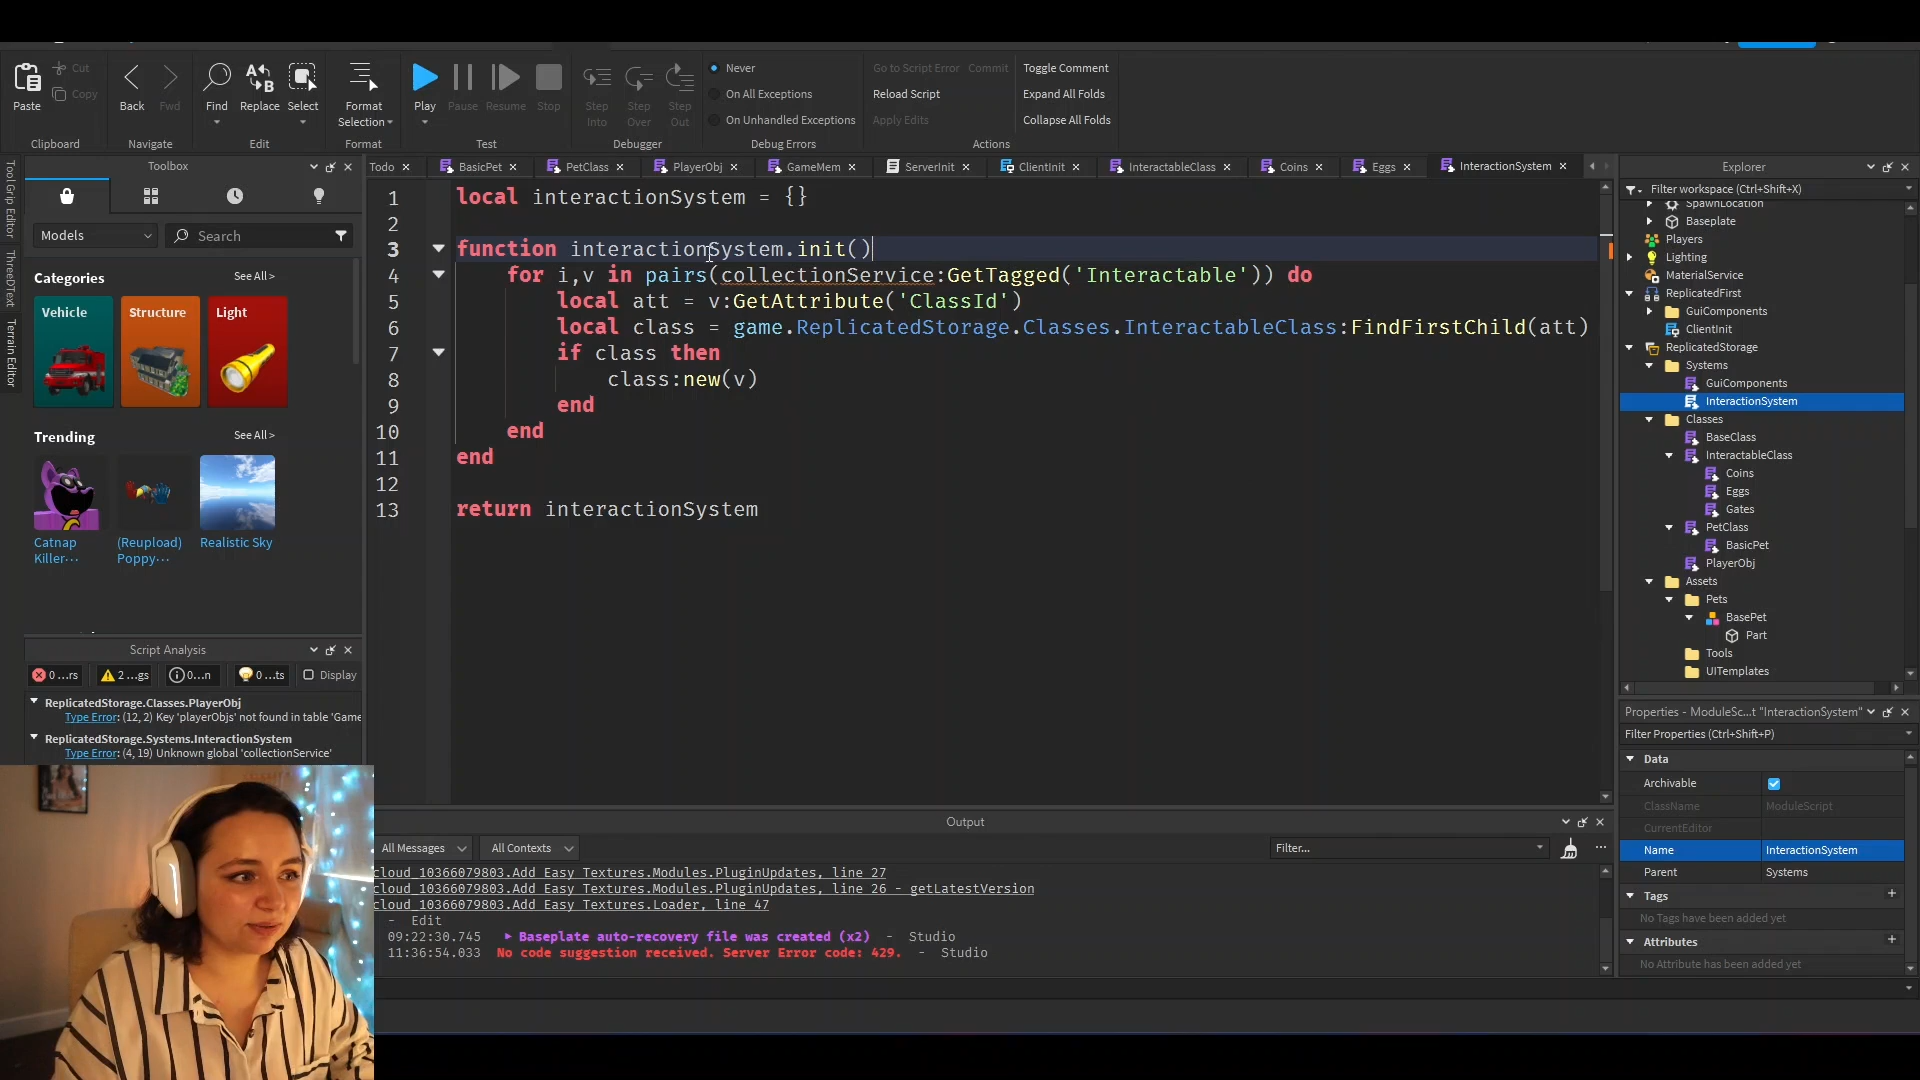 Paste
Cut
Copy
Clipboard
Back
Fwd
Navigate
Find
Replace
Select
Edit
Format
Selection
Format
Play
Pause
Resume
Stop
Test
Step
Into
Step
Over
Step
Out
Debugger
Never
On All Exceptions
On Unhandled Exceptions
Debug Errors
Go to Script Error
Commit
Reload Script
Apply Edits
Toggle Comment
Expand All Folds
Collapse All Folds
Actions
Tool Grip Editor
ThreeDText
Terrain Editor
Toolbox
Models
Search
Categories
See All >
Vehicle
Structure
Light
Trending
See All >
Catnap
Killer···
(Reupload)
Poppy···
Realistic Sky
Script Analysis
0 ...rs
2 ...gs
0...n
0 ...ts
Display
ReplicatedStorage.Classes.PlayerObj
Type Error: (12, 2) Key 'playerObjs' not found in table 'Game
ReplicatedStorage.Systems.InteractionSystem
Type Error: (4, 19) Unknown global 'collectionService'
Todo
BasicPet
PetClass
PlayerObj
GameMem
ServerInit
ClientInit
InteractableClass
Coins
Eggs
InteractionSystem
1 local interactionSystem = {}
2
3 function interactionSystem.init()
4 for i,v in pairs(collectionService:GetTagged('Interactable')) do
5 local att = v:GetAttribute('ClassId')
6 local class = game.ReplicatedStorage.Classes.InteractableClass:FindFirstChild(att)
7 if class then
8 class:new(v)
9 end
10 end
11 end
12
13 return interactionSystem
Output
All Messages
All Contexts
Filter...
cloud_10366079803.Add Easy Textures.Modules.PluginUpdates, line 27
cloud_10366079803.Add Easy Textures.Modules.PluginUpdates, line 26 - getLatestVersion
cloud_10366079803.Add Easy Textures.Loader, line 47
- Edit
09:22:30.745 Baseplate auto-recovery file was created (x2) - Studio
11:36:54.033 No code suggestion received. Server Error code: 429. - Studio
Explorer
Filter workspace (Ctrl+Shift+X)
SpawnLocation
Baseplate
Players
Lighting
MaterialService
ReplicatedFirst
GuiComponents
ClientInit
ReplicatedStorage
Systems
GuiComponents
InteractionSystem
Classes
BaseClass
InteractableClass
Coins
Eggs
Gates
PetClass
BasicPet
PlayerObj
Assets
Pets
BasePet
Part
Tools
UITemplates
Properties - ModuleSc...t "InteractionSystem"
Filter Properties (Ctrl+Shift+P)
Data
Archivable
ClassName ModuleScript
CurrentEditor
Name InteractionSystem
Parent Systems
Tags
No Tags have been added yet
Attributes
No Attribute has been added yet